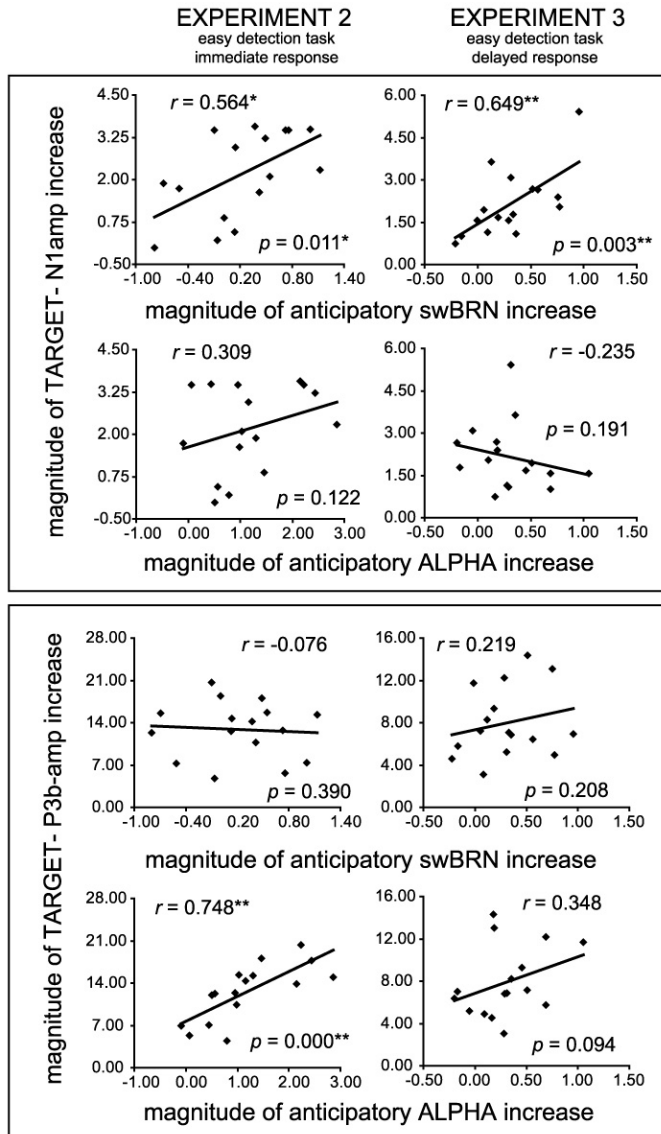 EXPERIMENT 2 EXPERIMENT 3
easy detection task easy detection task
immediate response delayed response
magnitude of TARGET- N1amp increase
4.50
3.25
2.00
0.75
-0.50
r = 0.564*
p = 0.011*
-1.00 -0.40 0.20 0.80 1.40
6.00
4.50
3.00
1.50
0.00
r = 0.649**
p = 0.003**
-0.50 0.00 0.50 1.00 1.50
magnitude of anticipatory swBRN increase
4.50
3.25
2.00
0.75
-0.50
r = 0.309
p = 0.122
0.00 1.00 2.00 3.00
6.00
4.50
3.00
1.50
0.00
r = -0.235
p = 0.191
-0.50 0.00 0.50 1.00 1.50
magnitude of anticipatory ALPHA increase
magnitude of TARGET- P3b-amp increase
28.00
21.00
14.00
7.00
0.00
r = -0.076
p = 0.390
-1.00 -0.40 0.20 0.80 1.40
16.00
12.00
8.00
4.00
0.00
r = 0.219
p = 0.208
-0.50 0.00 0.50 1.00 1.50
magnitude of anticipatory swBRN increase
28.00
21.00
14.00
7.00
0.00
r = 0.748**
p = 0.000**
0.00 1.00 2.00 3.00
16.00
12.00
8.00
4.00
0.00
r = 0.348
p = 0.094
-0.50 0.00 0.50 1.00 1.50
magnitude of anticipatory ALPHA increase